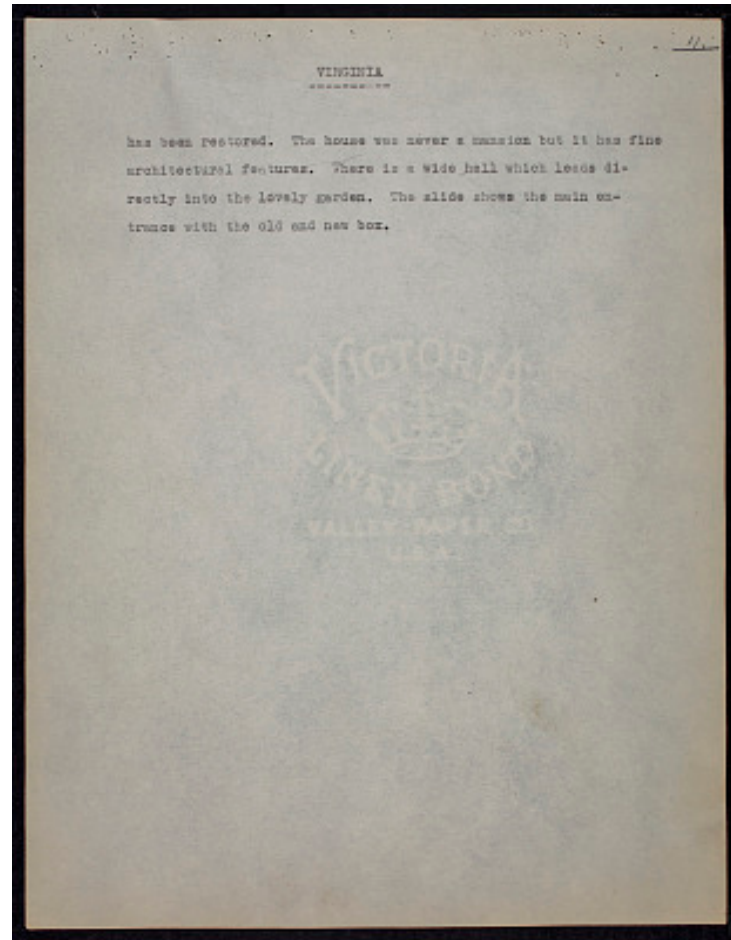 VIRGINIA
has been restored. The house was never a mansion but it has fine
architectural features. There is a wide hall which leads di-
rectly into the lovely garden. The slide shows the main en-
trance with the old and new box.
VICTORIA
LINEN BOND
VALLEY PAPER CO
U.S.A.